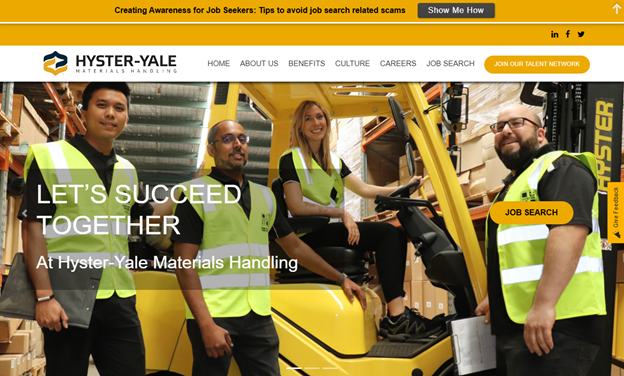 Creating Awareness for Job Seekers: Tips to avoid job search related scams
Show Me How
HYSTER-YALE
MATERIALS HANDLING
HOME
ABOUT US
BENEFITS
CULTURE
CAREERS
JOB SEARCH
JOIN OUR TALENT NETWORK
LET'S SUCCEED
TOGETHER
At Hyster-Yale Materials Handling
JOB SEARCH
HYSTER
Give Feedback